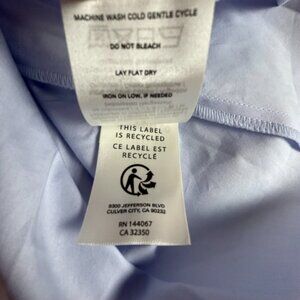 MACHINE WASH COLD GENTLE CYCLE
DO NOT BLEACH
LAY FLAT DRY
IRON ON LOW, IF NEEDED
THIS LABEL
IS RECYCLED
CE LABEL EST
RECYCLÉ
9300 JEFFERSON BLVD
CULVER CITY, CA 90232
RN 144067
CA 32350